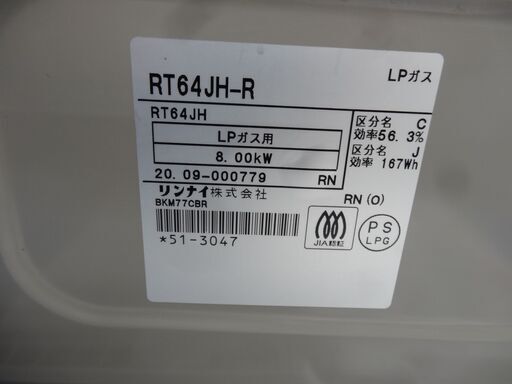 LPガス
RT64JH-R
RT64JH
LPガス用
8.00kW
20.09-000779 RN
区分名 C
効率56.3%
区分名 J
効率 167Wh
リンナイ株式会社
BKM77CBR
RN(O)
*51-3047
JIA認証
PS
LPG